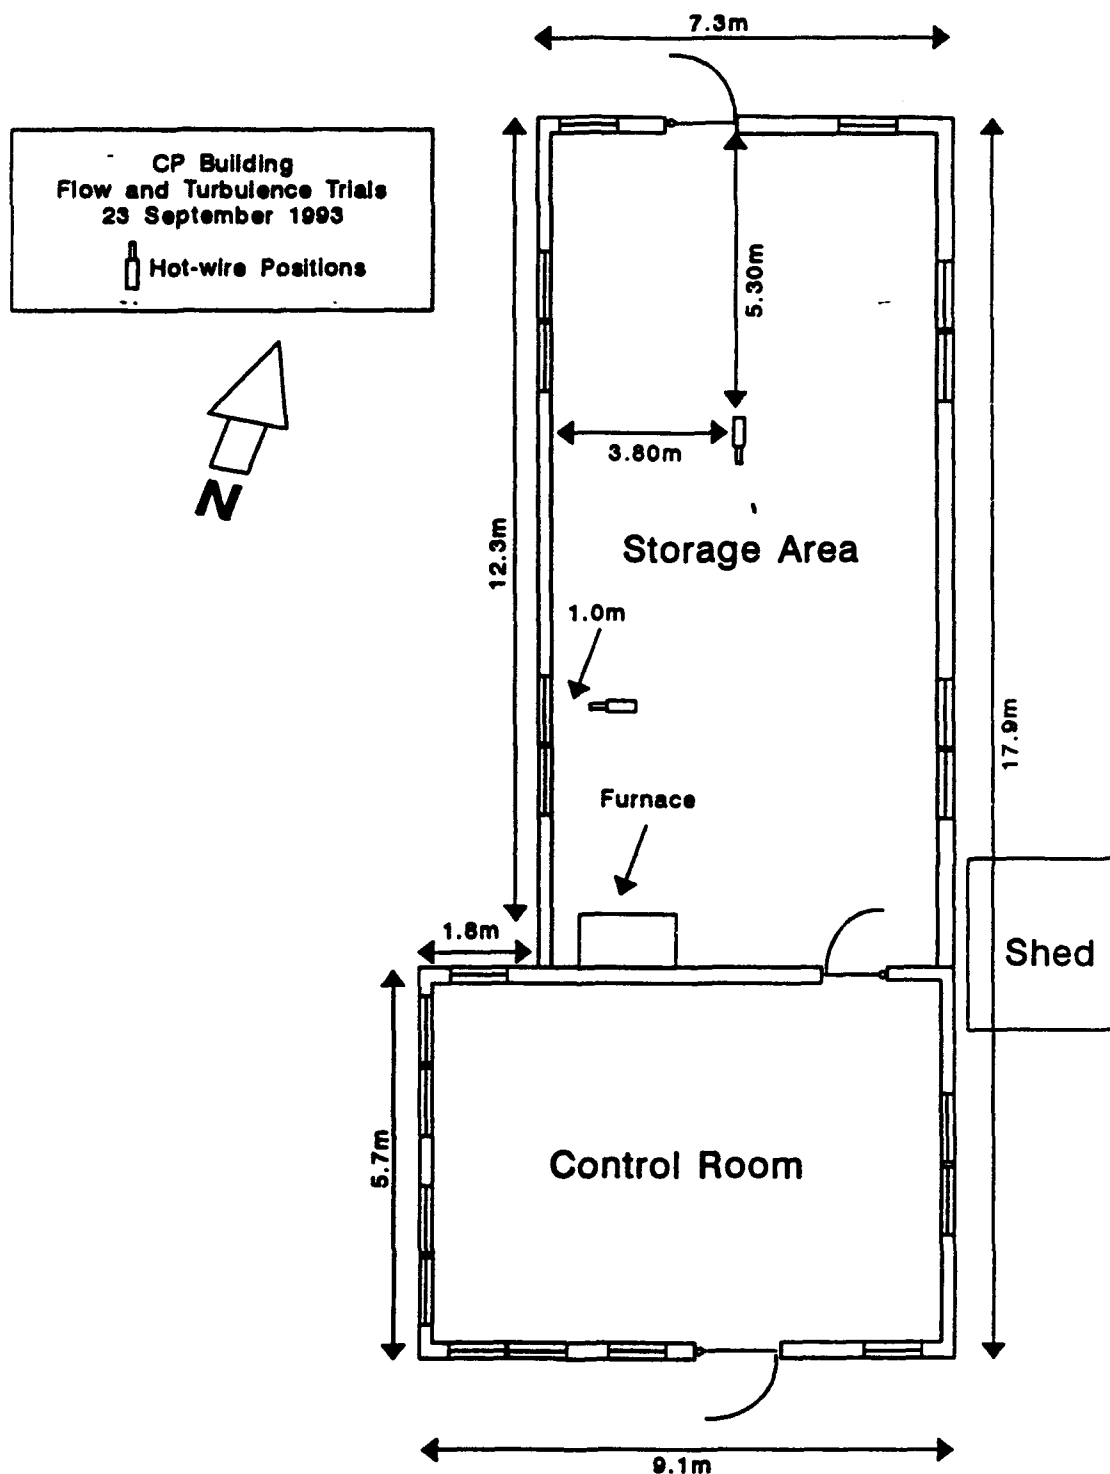 7.3m
CP Building
Flow and Turbulence Trials
23 September 1993
Hot-wire Positions
N
5.30m
3.80m
12.3m
Storage Area
1.0m
17.9m
Furnace
1.8m
Shed
5.7m
Control Room
9.1m